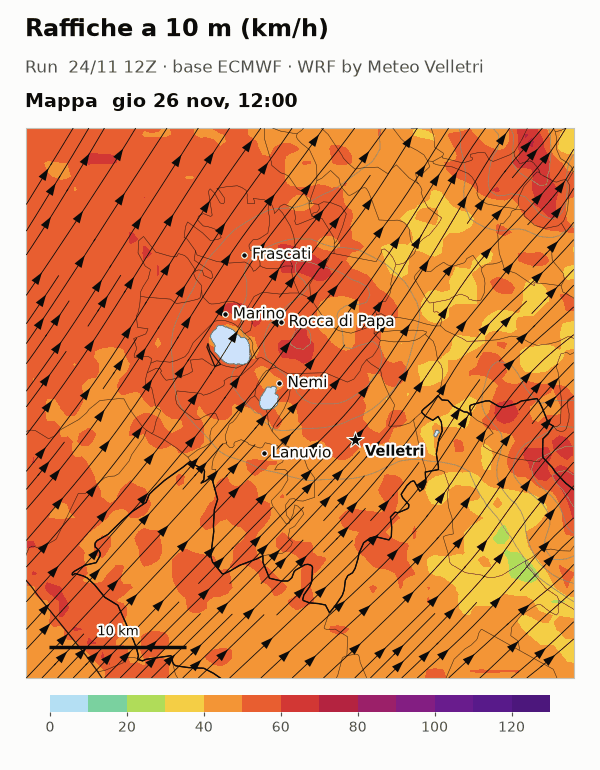 Raffiche a 10 m (km/h)
Run  24/11 12Z · base ECMWF · WRF by Meteo Velletri
Mappa  gio 26 nov, 12:00
Frascati
Marino
Rocca di Papa
Nemi
Velletri
Lanuvio
10 km
0 20 40 60 80 100 120